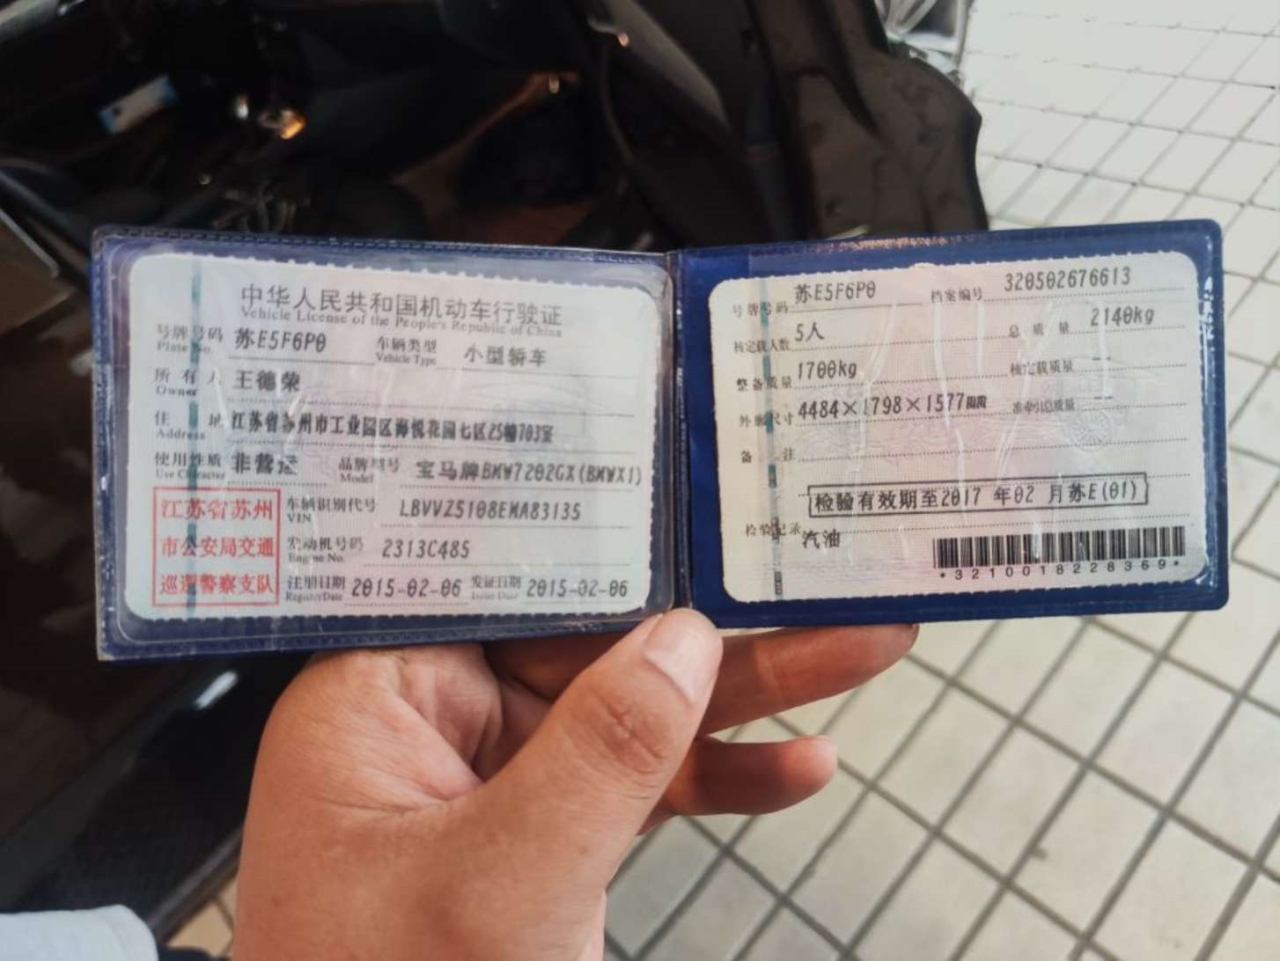 中华人民共和国机动车行驶证
Vehicle License of the People's Republic of China
号牌号码 苏E5F6P0 车辆类型 小型轿车
Plate No. Vehicle Type
所有人 王德荣
Owner
住址 江苏省苏州市工业园区海悦花园七区25幢703室
Address
使用性质 非营运 品牌型号 宝马牌BMW7202GX(BMWX1)
Use Character Model
江苏省苏州
市公安局交通
巡逻警察支队
车辆识别代号 LBVVZ5108EMA83135
VIN
发动机号码 2313C485
Engine No.
注册日期 2015-02-06 发证日期 2015-02-06
Register Date Issue Date
号牌号码 苏E5F6P0 档案编号 320502676613
核定载人数 5人 总质量 2140kg
整备质量 1700kg 核定载质量
外廓尺寸 4484×1798×1577mm 准牵引总质量
备注
检验有效期至2017 年02 月苏E(01)
检验记录
汽油
*3210018228369*